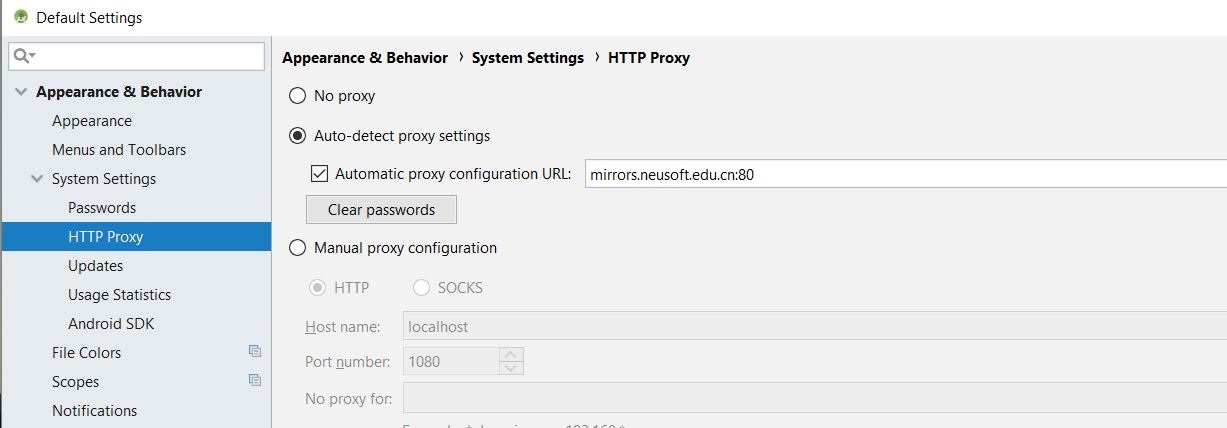 Default Settings
Appearance & Behavior › System Settings › HTTP Proxy
Appearance & Behavior
Appearance
Menus and Toolbars
System Settings
Passwords
HTTP Proxy
Updates
Usage Statistics
Android SDK
File Colors
Scopes
Notifications
No proxy
Auto-detect proxy settings
Automatic proxy configuration URL: mirrors.neusoft.edu.cn:80
Clear passwords
Manual proxy configuration
HTTP SOCKS
Host name: localhost
Port number: 1080
No proxy for: